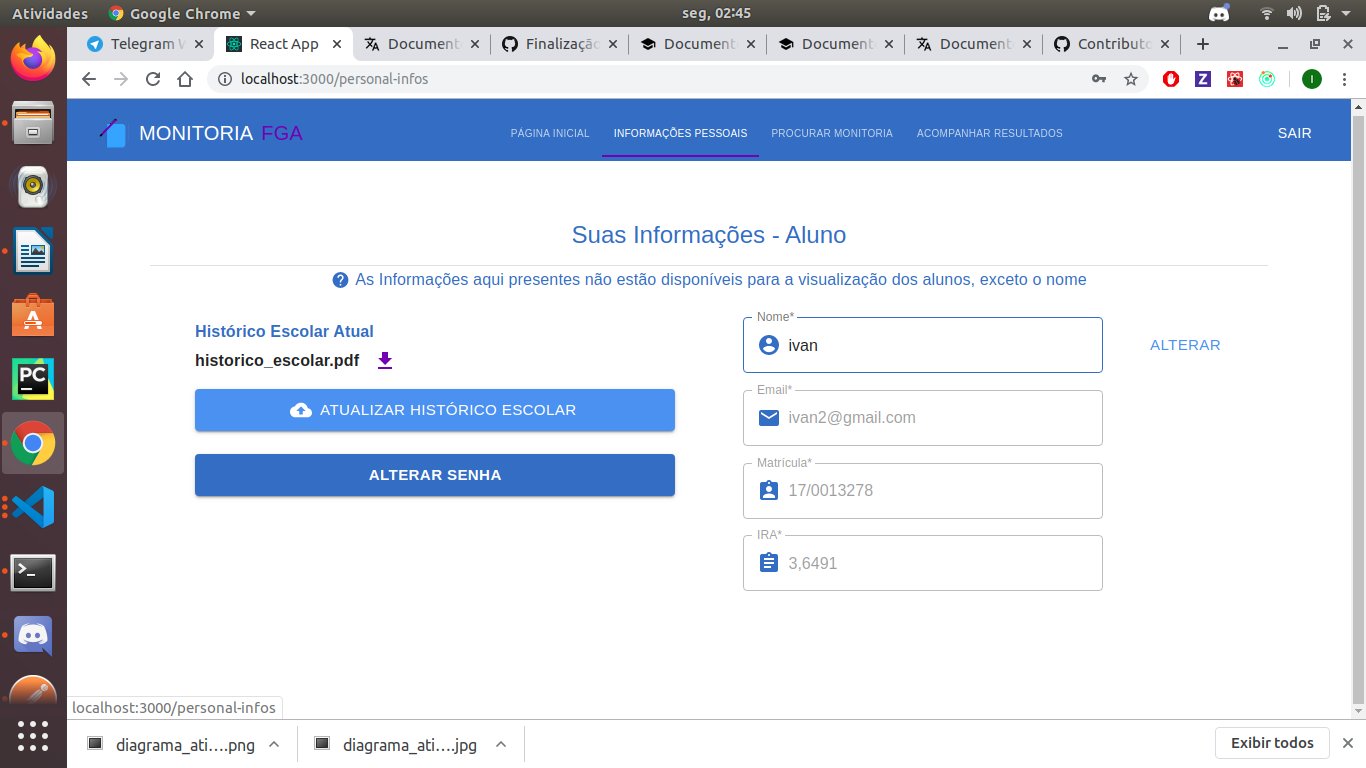 Atividades Google Chrome seg, 02:45
Telegram W React App Document Finalizaçã Document Document Document Contributo
localhost:3000/personal-infos
MONITORIA FGA PÁGINA INICIAL INFORMAÇÕES PESSOAIS PROCURAR MONITORIA ACOMPANHAR RESULTADOS SAIR
Suas Informações - Aluno
As Informações aqui presentes não estão disponíveis para a visualização dos alunos, exceto o nome
Histórico Escolar Atual
historico_escolar.pdf
ATUALIZAR HISTÓRICO ESCOLAR
ALTERAR SENHA
Nome*
ivan
ALTERAR
Email*
ivan2@gmail.com
Matrícula*
17/0013278
IRA*
3,6491
localhost:3000/personal-infos
diagrama_ati....png diagrama_ati....jpg Exibir todos